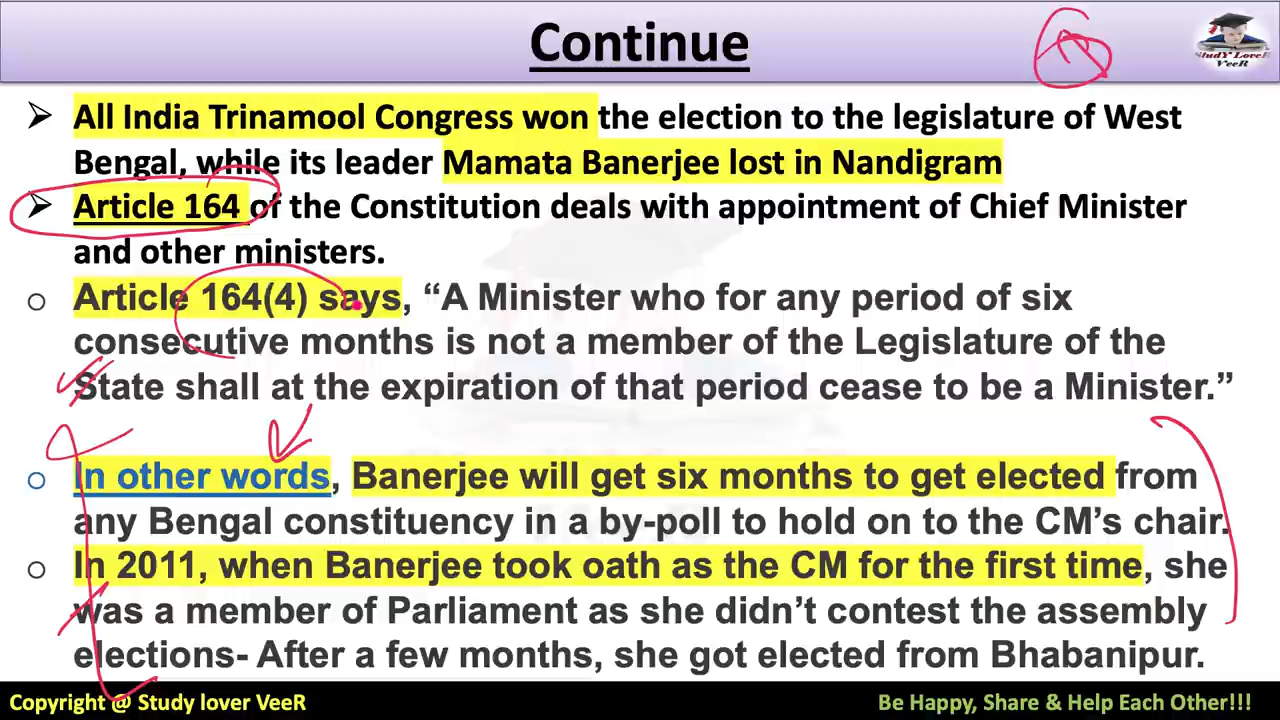 Continue
StudY LoveR
VeeR
➢ All India Trinamool Congress won the election to the legislature of West
Bengal, while its leader Mamata Banerjee lost in Nandigram
➢ Article 164 of the Constitution deals with appointment of Chief Minister
and other ministers.
o Article 164(4) says, “A Minister who for any period of six
consecutive months is not a member of the Legislature of the
State shall at the expiration of that period cease to be a Minister.”
o In other words, Banerjee will get six months to get elected from
any Bengal constituency in a by-poll to hold on to the CM’s chair.
o In 2011, when Banerjee took oath as the CM for the first time, she
was a member of Parliament as she didn’t contest the assembly
elections- After a few months, she got elected from Bhabanipur.
Copyright @ Study lover VeeR
Be Happy, Share & Help Each Other!!!